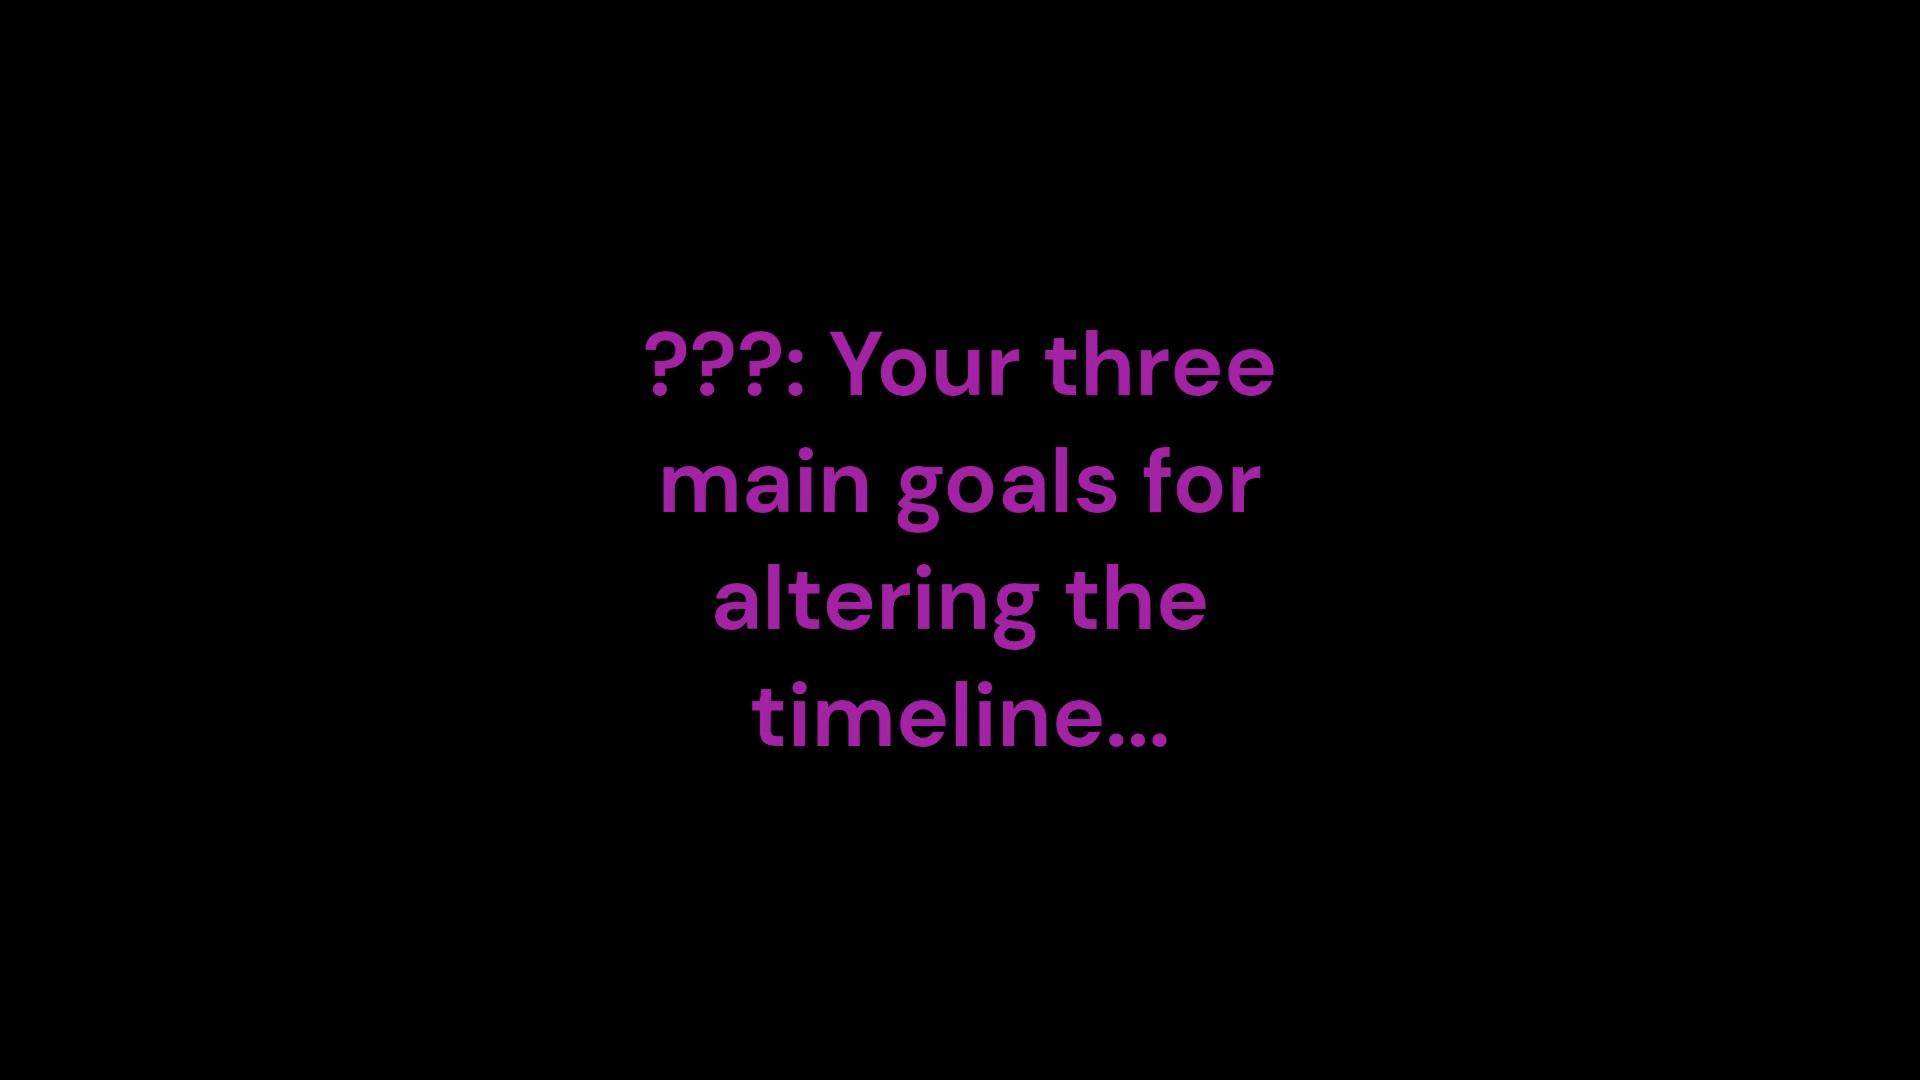 ???: Your three
main goals for
altering the
timeline...